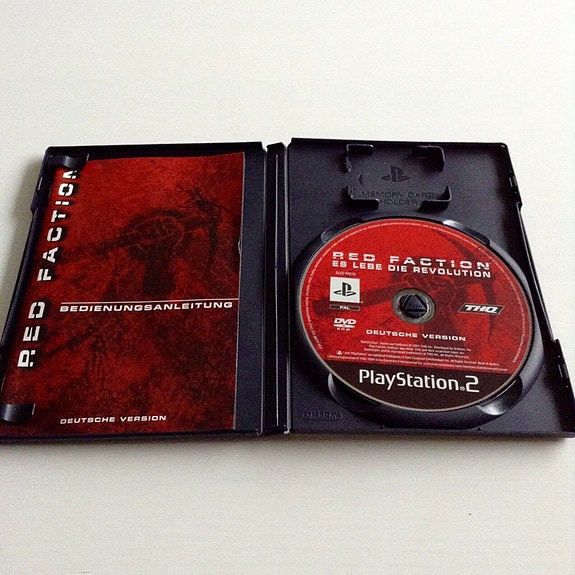 RED FACTION
BEDIENUNGSANLEITUNG
DEUTSCHE VERSION
MEMORY CARD
HOLDER
RED FACTION
ES LEBE DIE REVOLUTION
PAL
DVD
THQ
DEUTSCHE VERSION
PlayStation 2